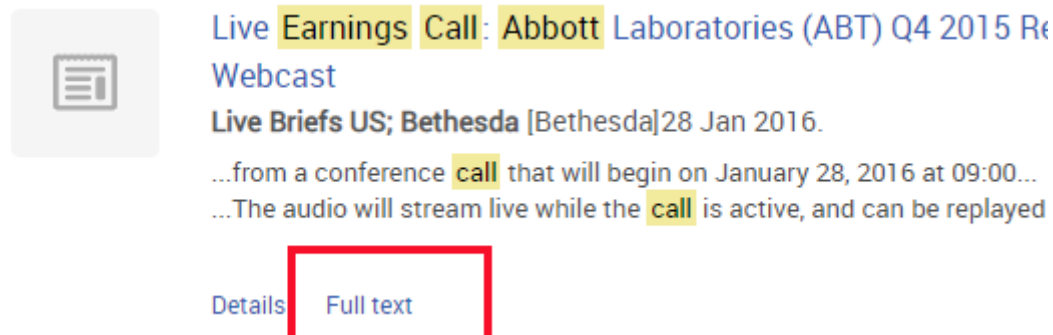 Live Earnings Call: Abbott Laboratories (ABT) Q4 2015 Re
Webcast
Live Briefs US; Bethesda [Bethesda]28 Jan 2016.
...from a conference call that will begin on January 28, 2016 at 09:00...
...The audio will stream live while the call is active, and can be replayed
Details Full text